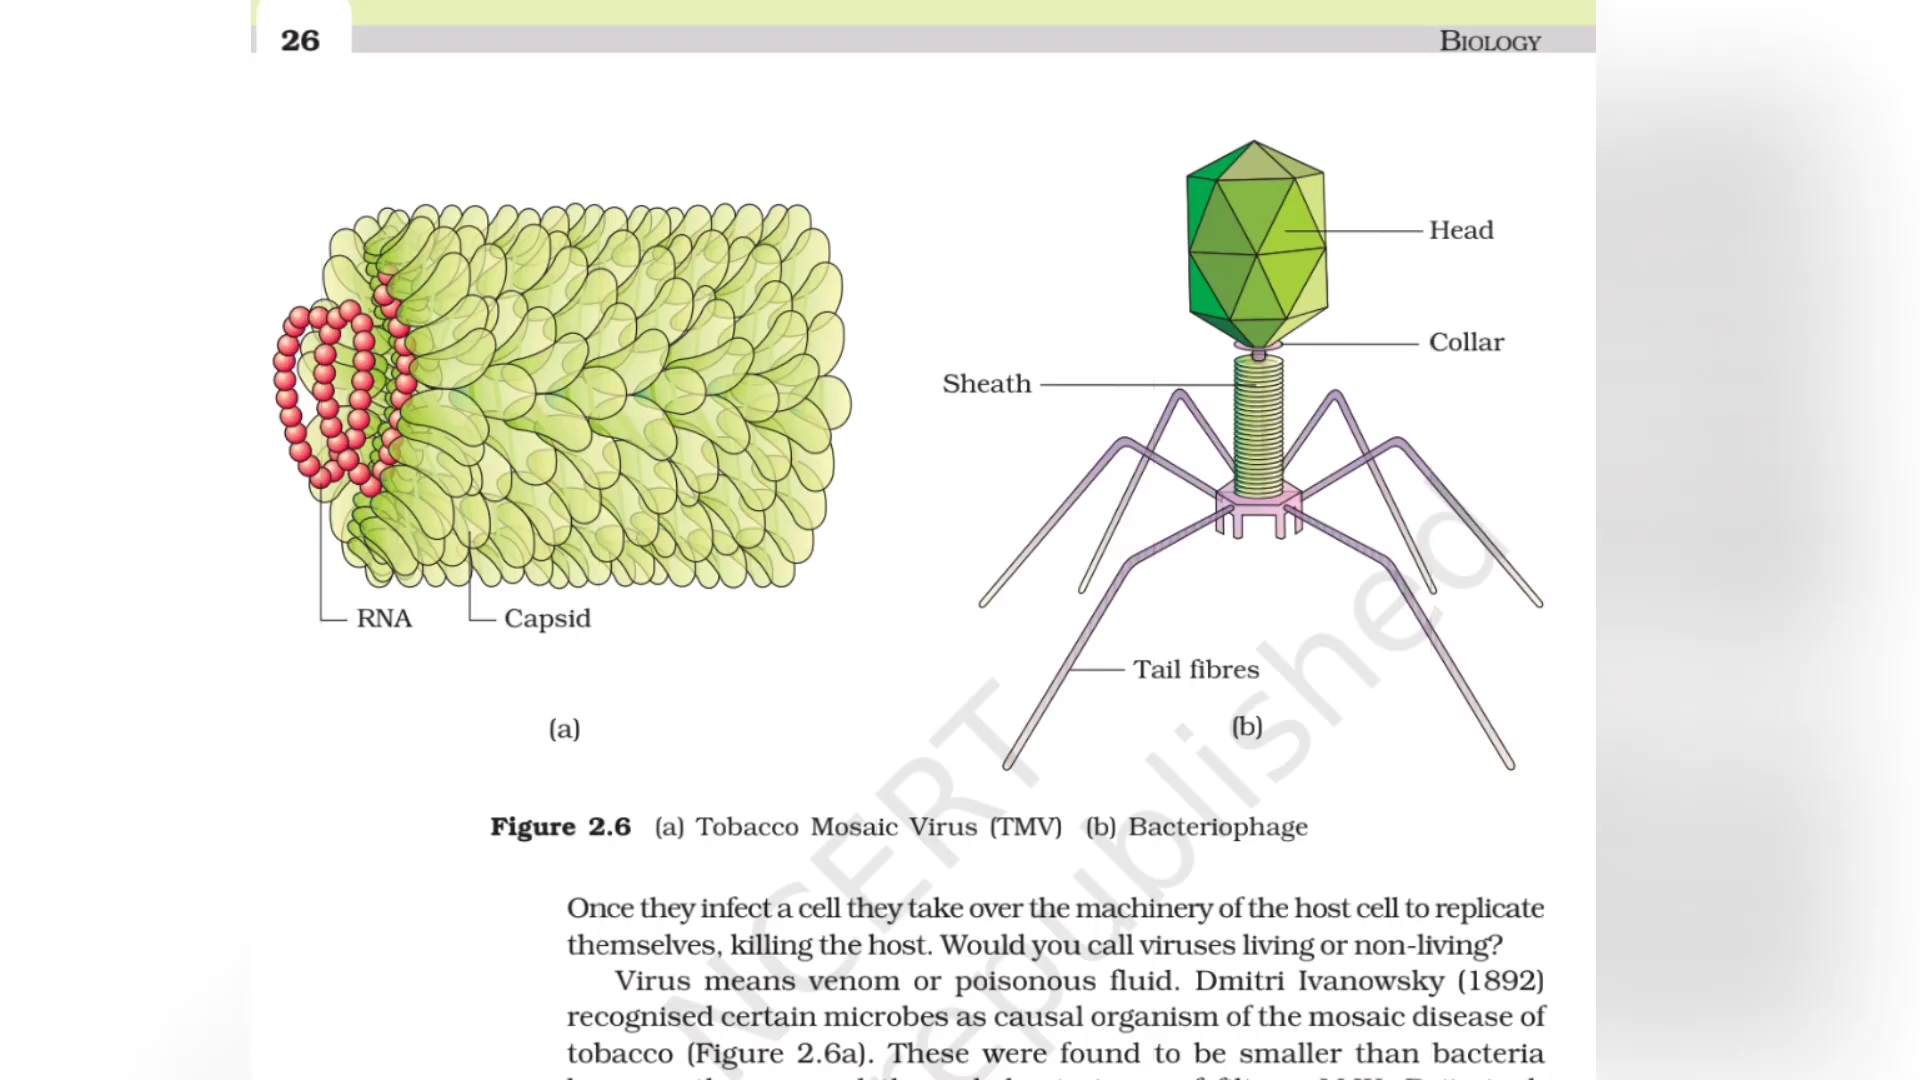 26
BIOLOGY
Head
Collar
Sheath
RNA
Capsid
Tail fibres
(a)
(b)
Figure 2.6 (a) Tobacco Mosaic Virus (TMV) (b) Bacteriophage
Once they infect a cell they take over the machinery of the host cell to replicate
themselves, killing the host. Would you call viruses living or non-living?
Virus means venom or poisonous fluid. Dmitri Ivanowsky (1892)
recognised certain microbes as causal organism of the mosaic disease of
tobacco (Figure 2.6a). These were found to be smaller than bacteria
NCERT
republished